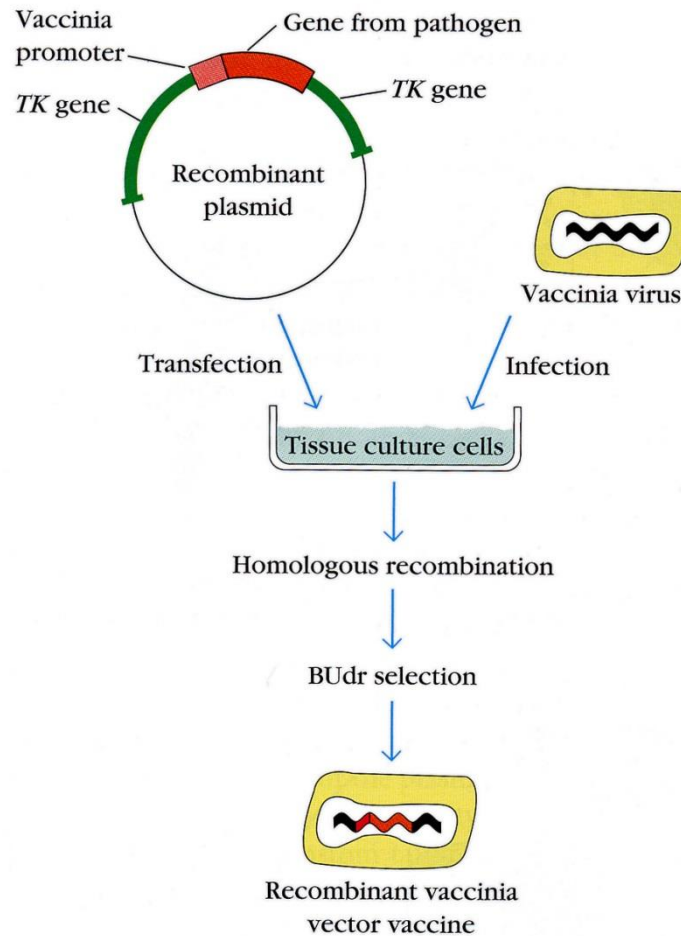 Vaccinia
promoter
Gene from pathogen
TK gene
TK gene
Recombinant
plasmid
Vaccinia virus
Transfection
Infection
Tissue culture cells
Homologous recombination
BUdr selection
Recombinant vaccinia
vector vaccine